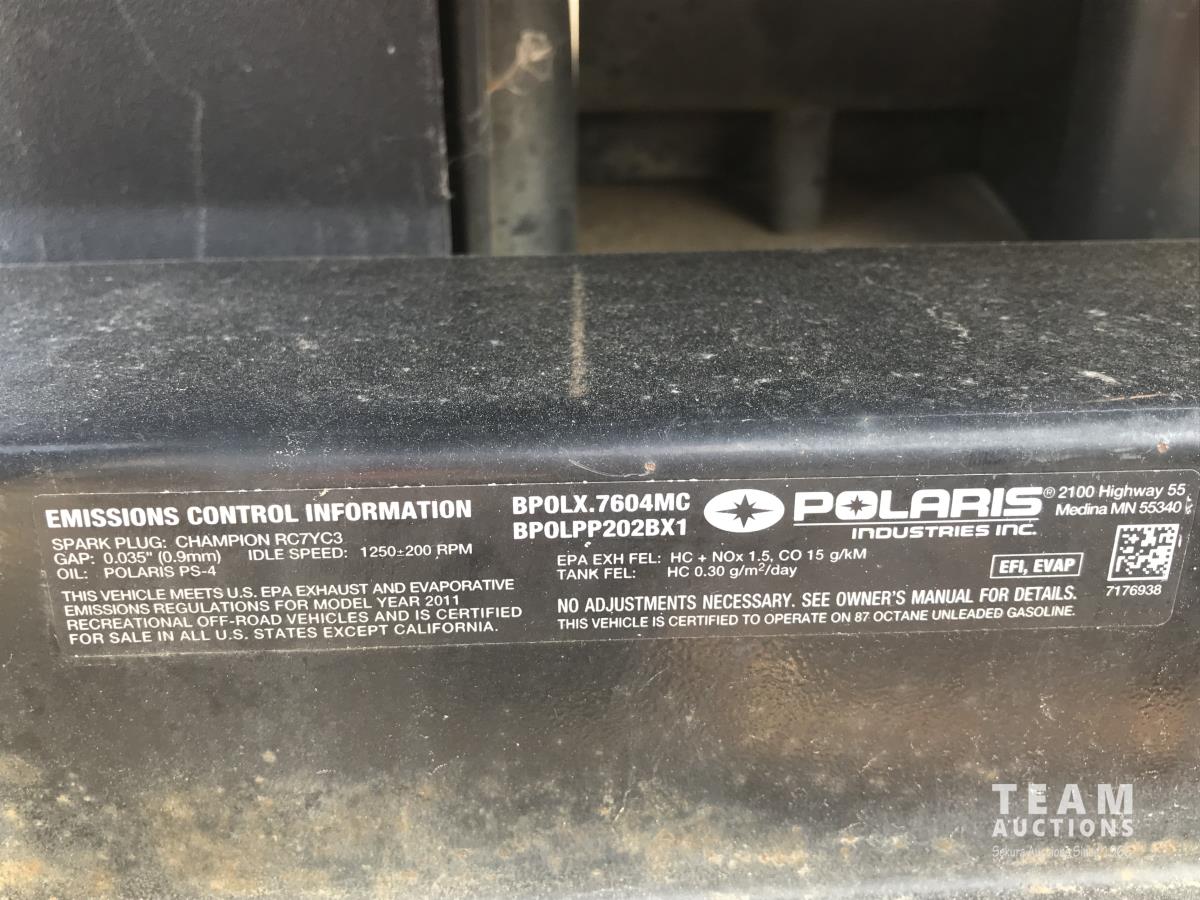 EMISSIONS CONTROL INFORMATION
SPARK PLUG: CHAMPION RC7YC3
GAP: 0.035" (0.9mm) IDLE SPEED: 1250±200 RPM
OIL: POLARIS PS-4
THIS VEHICLE MEETS U.S. EPA EXHAUST AND EVAPORATIVE
EMISSIONS REGULATIONS FOR MODEL YEAR 2011
RECREATIONAL OFF-ROAD VEHICLES AND IS CERTIFIED
FOR SALE IN ALL U.S. STATES EXCEPT CALIFORNIA.
BPOLX.7604MC
BPOLPP202BX1
POLARIS®
INDUSTRIES INC.
2100 Highway 55
Medina MN 55340
EPA EXH FEL: HC + NOx 1.5, CO 15 g/kM
TANK FEL: HC 0.30 g/m²/day
EFI, EVAP
7176938
NO ADJUSTMENTS NECESSARY. SEE OWNER'S MANUAL FOR DETAILS.
THIS VEHICLE IS CERTIFIED TO OPERATE ON 87 OCTANE UNLEADED GASOLINE.
TEAM
AUCTIONS